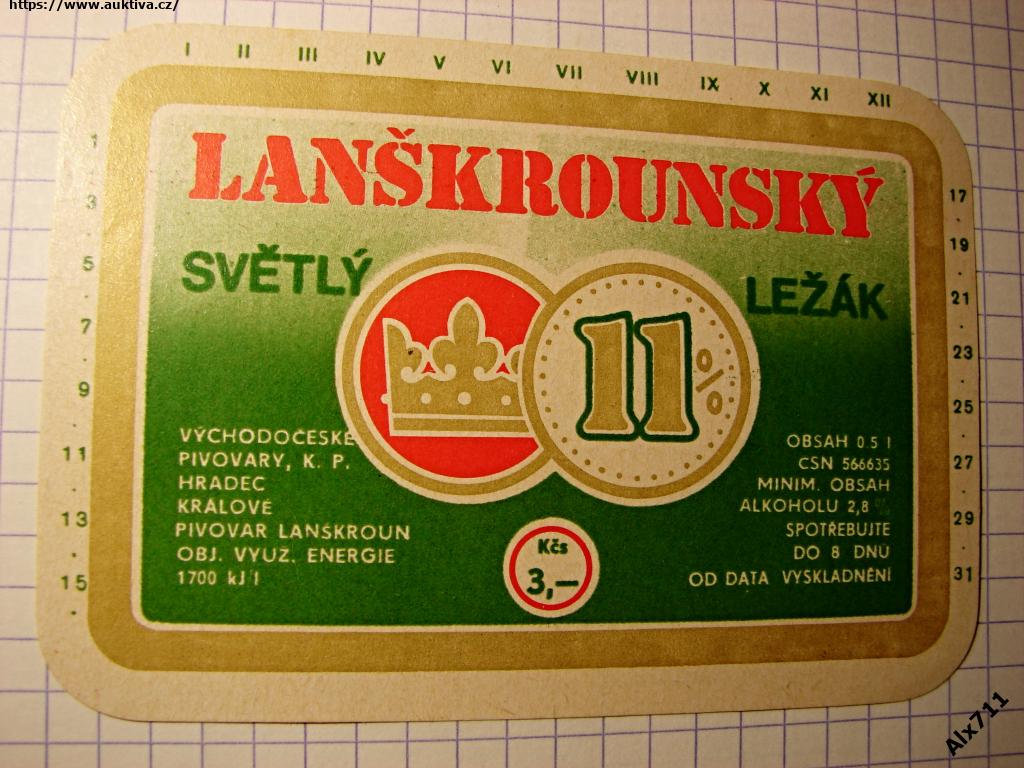 https://www.auktiva.cz/
I II III IV V VI VII VIII IX X XI XII
LANŠKROUNSKÝ
SVĚTLÝ
LEŽÁK
11%
VÝCHODOČESKÉ
PIVOVARY, K. P.
HRADEC
KRÁLOVÉ
PIVOVAR LANŠKROUN
OBJ. VYUŽ. ENERGIE
1700 kJ/l
OBSAH 0.5 l
ČSN 566635
MINIM. OBSAH
ALKOHOLU 2,8 %
SPOTŘEBUJTE
DO 8 DNŮ
OD DATA VYSKLADNĚNÍ
Kčs
3,—
1
3
5
7
9
11
13
15
17
19
21
23
25
27
29
31
Alx711